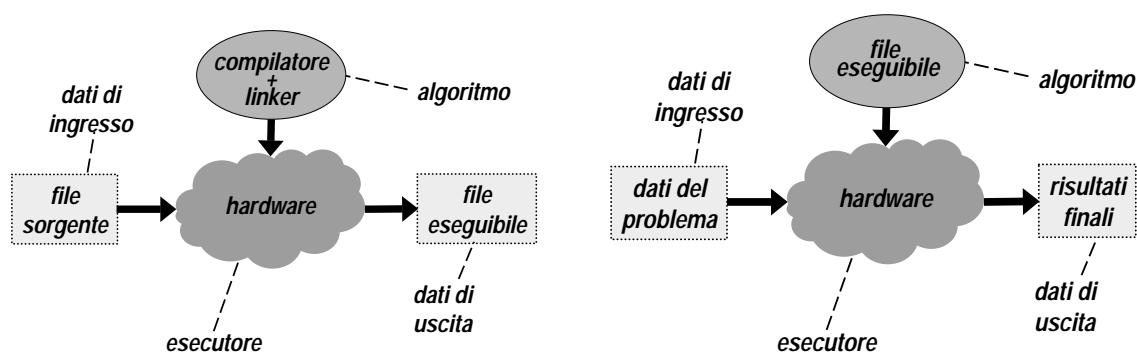 compilatore
+
linker
algoritmo
dati di
ingresso
file
sorgente
hardware
file
eseguibile
dati di
uscita
esecutore
file
eseguibile
algoritmo
dati di
ingresso
dati del
problema
hardware
risultati
finali
dati di
uscita
esecutore